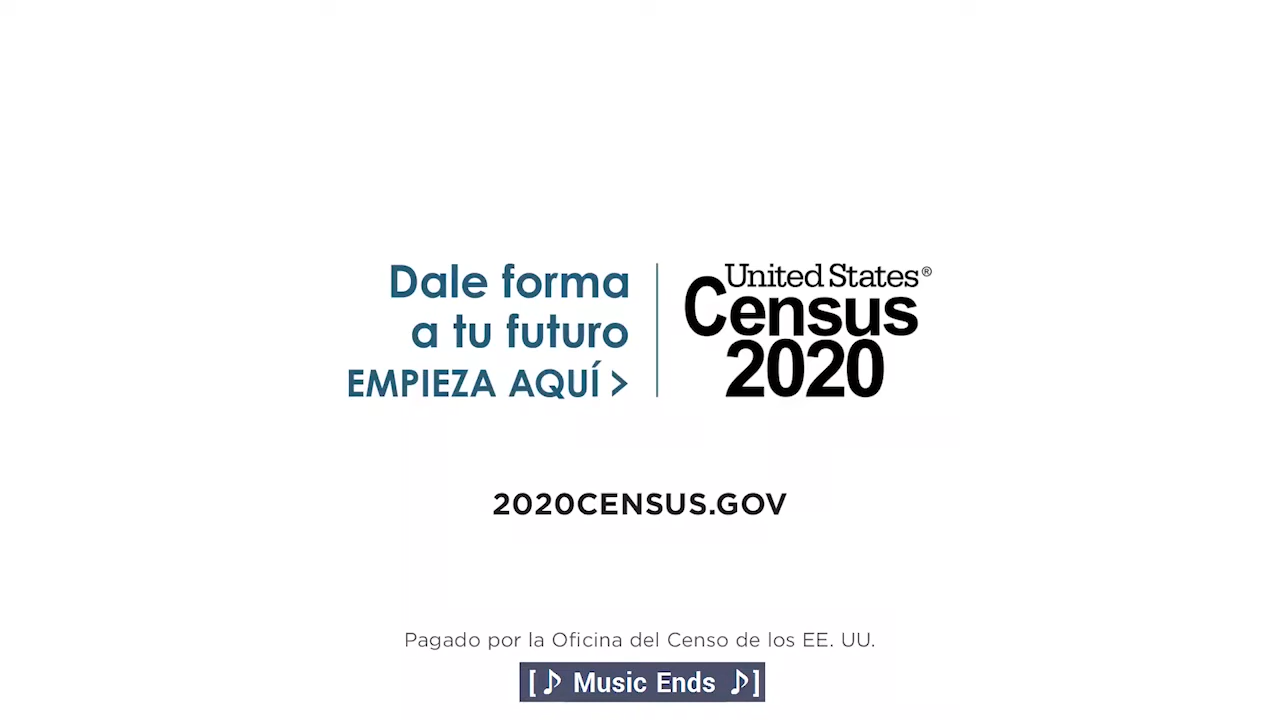 Dale forma
a tu futuro
EMPIEZA AQUÍ >
United States®
Census
2020
2020CENSUS.GOV
Pagado por la Oficina del Censo de los EE. UU.
[♪ Music Ends ♪]